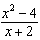 x² − 4
x + 2